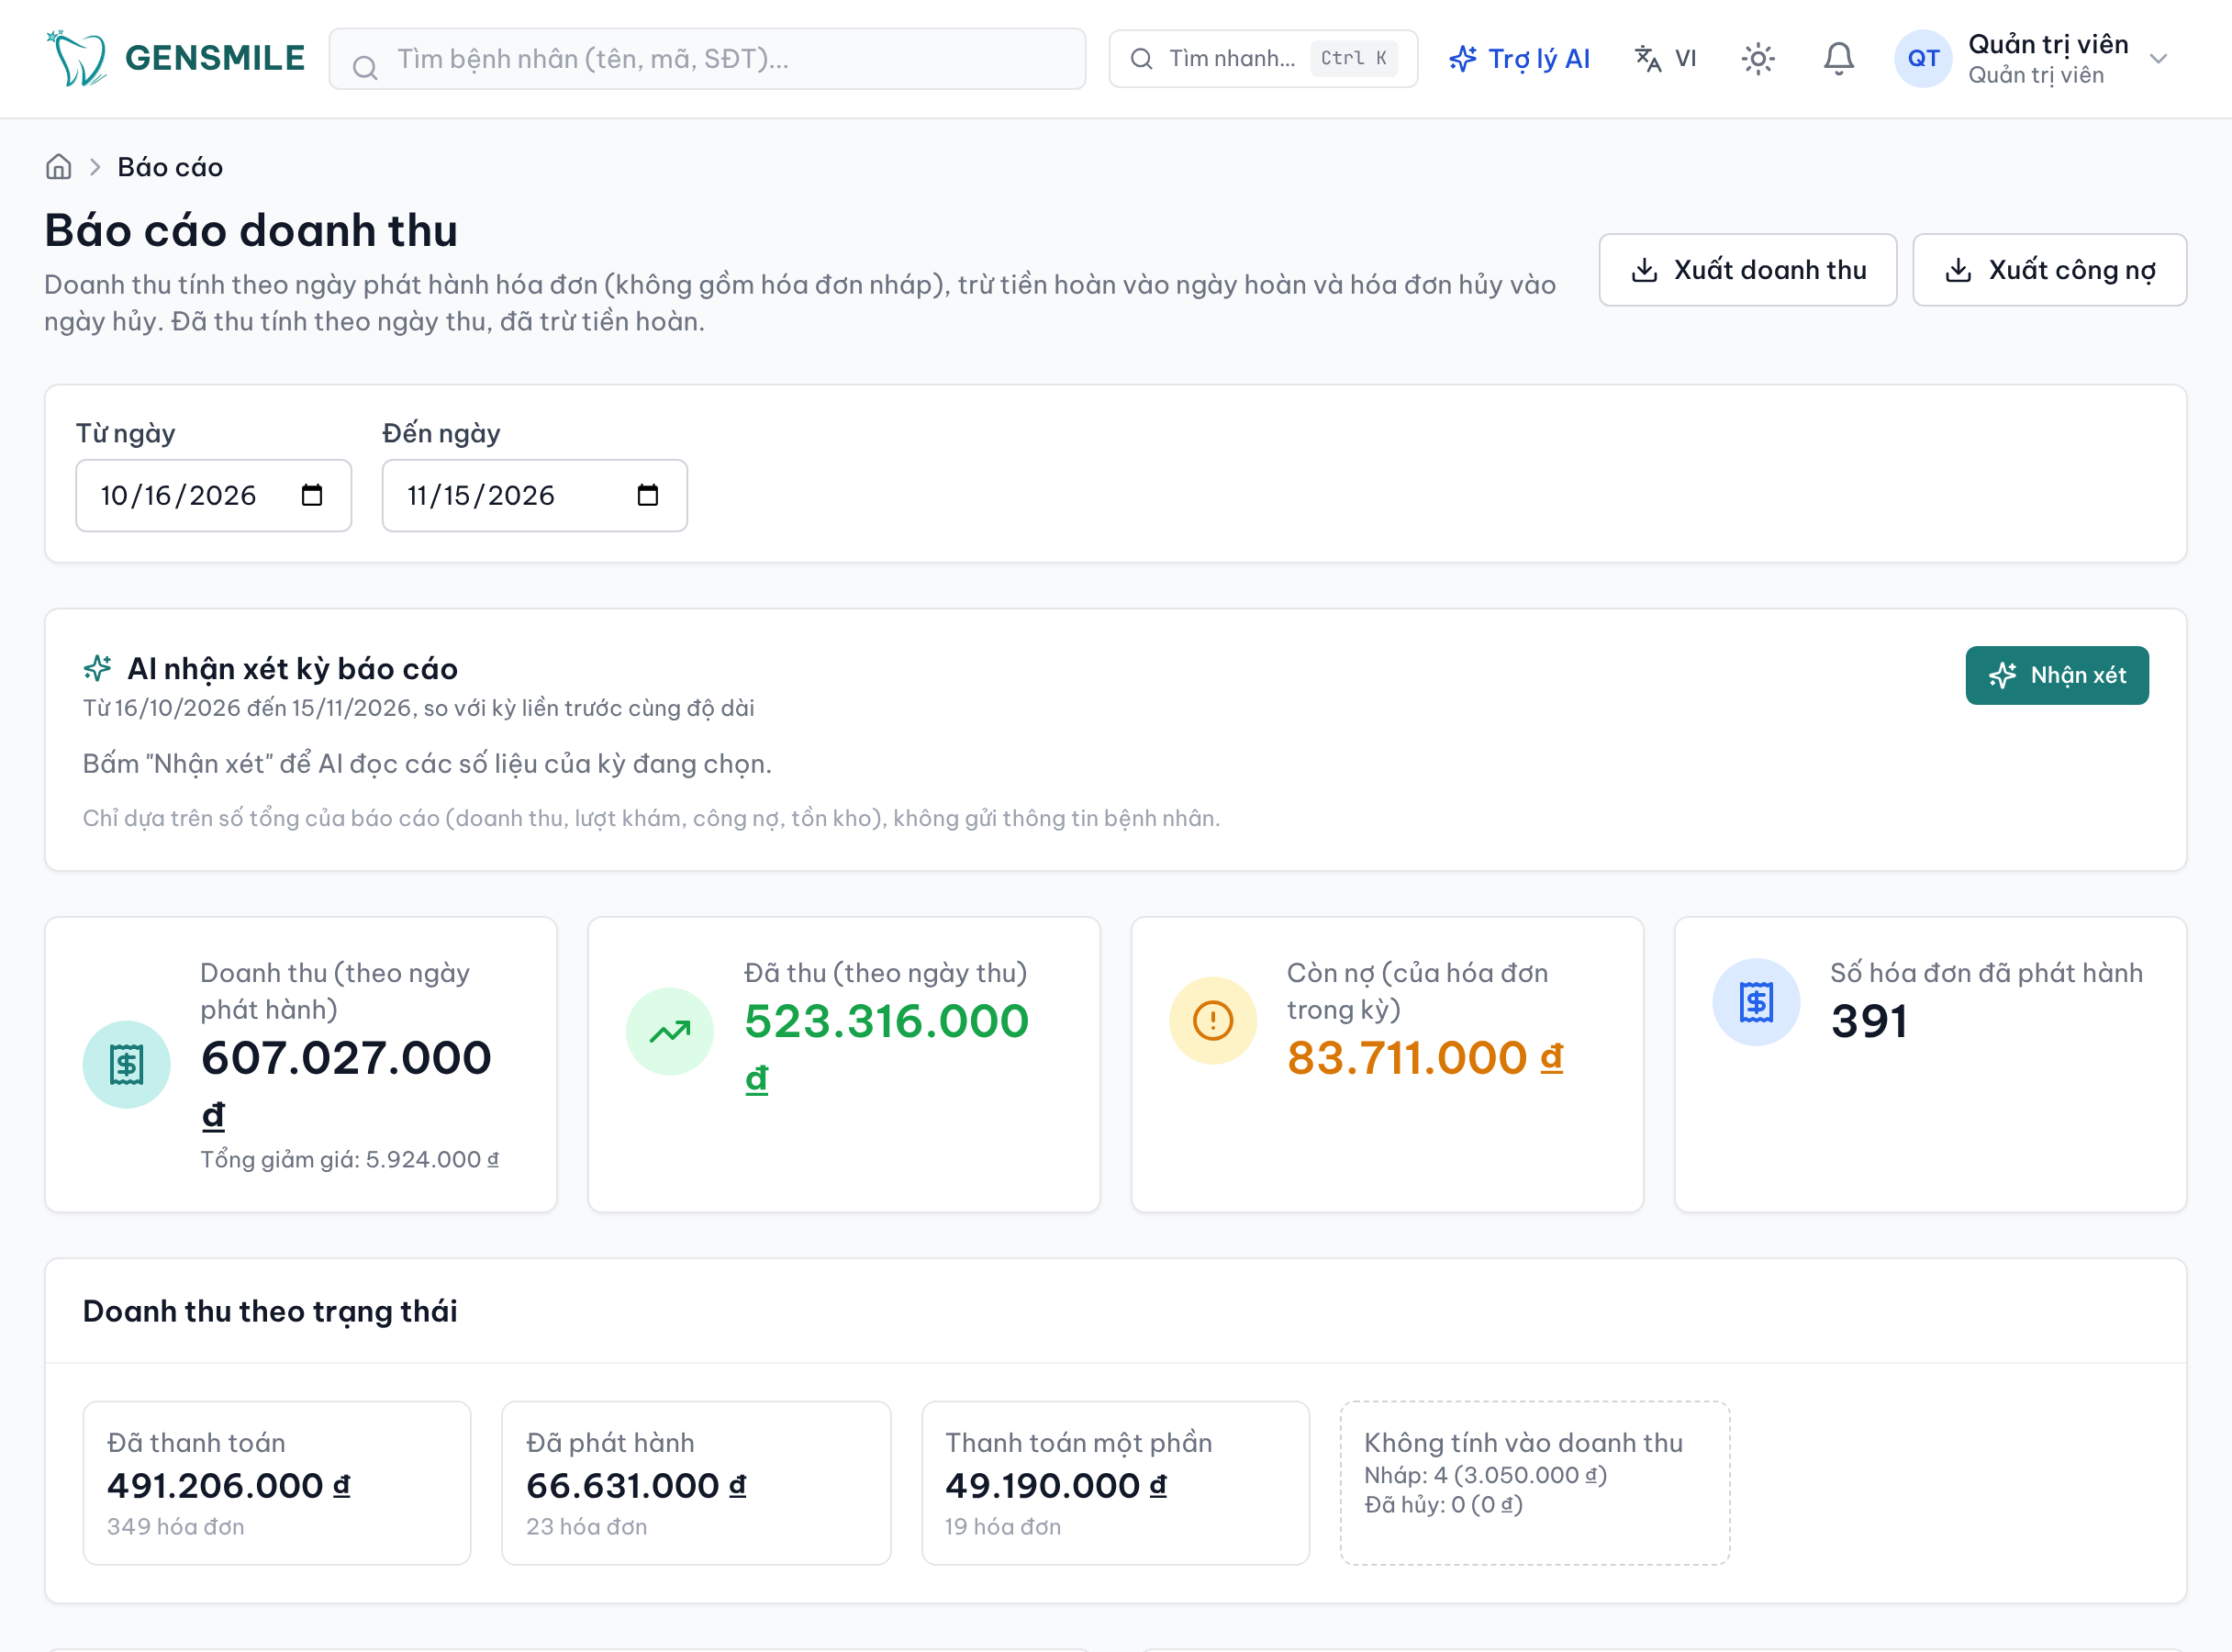 GENSMILE
Tìm bệnh nhân (tên, mã, SĐT)...
Tìm nhanh... Ctrl K
Trợ lý AI
VI
QT
Quản trị viên
Quản trị viên
Báo cáo
Báo cáo doanh thu
Doanh thu tính theo ngày phát hành hóa đơn (không gồm hóa đơn nháp), trừ tiền hoàn vào ngày hoàn và hóa đơn hủy vào
ngày hủy. Đã thu tính theo ngày thu, đã trừ tiền hoàn.
Xuất doanh thu
Xuất công nợ
Từ ngày
10/16/2026
Đến ngày
11/15/2026
AI nhận xét kỳ báo cáo
Từ 16/10/2026 đến 15/11/2026, so với kỳ liền trước cùng độ dài
Nhận xét
Bấm "Nhận xét" để AI đọc các số liệu của kỳ đang chọn.
Chỉ dựa trên số tổng của báo cáo (doanh thu, lượt khám, công nợ, tồn kho), không gửi thông tin bệnh nhân.
Doanh thu (theo ngày
phát hành)
607.027.000
₫
Tổng giảm giá: 5.924.000 ₫
Đã thu (theo ngày thu)
523.316.000
₫
Còn nợ (của hóa đơn
trong kỳ)
83.711.000 ₫
Số hóa đơn đã phát hành
391
Doanh thu theo trạng thái
Đã thanh toán
491.206.000 ₫
349 hóa đơn
Đã phát hành
66.631.000 ₫
23 hóa đơn
Thanh toán một phần
49.190.000 ₫
19 hóa đơn
Không tính vào doanh thu
Nháp: 4 (3.050.000 ₫)
Đã hủy: 0 (0 ₫)